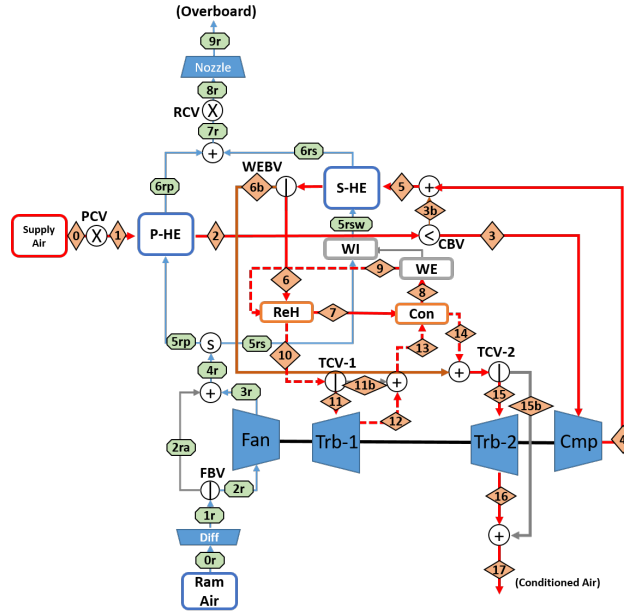 (Overboard)
9r
Nozzle
8r
RCV
X
7r
+
6rs
WEBV
6rp
6b
S-HE
5
+
5rsw
3b
Supply
Air
0
PCV
X
1
P-HE
2
<
CBV
3
WI
9
WE
6
8
ReH
7
Con
10
14
13
5rp
S
5rs
4r
TCV-1
11b
+
+
TCV-2
+
3r
11
15
15b
12
2ra
Fan
Trb-1
Trb-2
Cmp
4
FBV
2r
1r
16
Diff
+
0r
17
Ram
Air
(Conditioned Air)